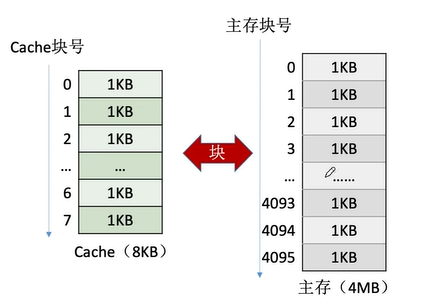 Cache块号
0 1KB
1 1KB
2 1KB
... ...
6 1KB
7 1KB
Cache（8KB）
块
主存块号
0 1KB
1 1KB
2 1KB
3 1KB
... ......
4093 1KB
4094 1KB
4095 1KB
主存（4MB）